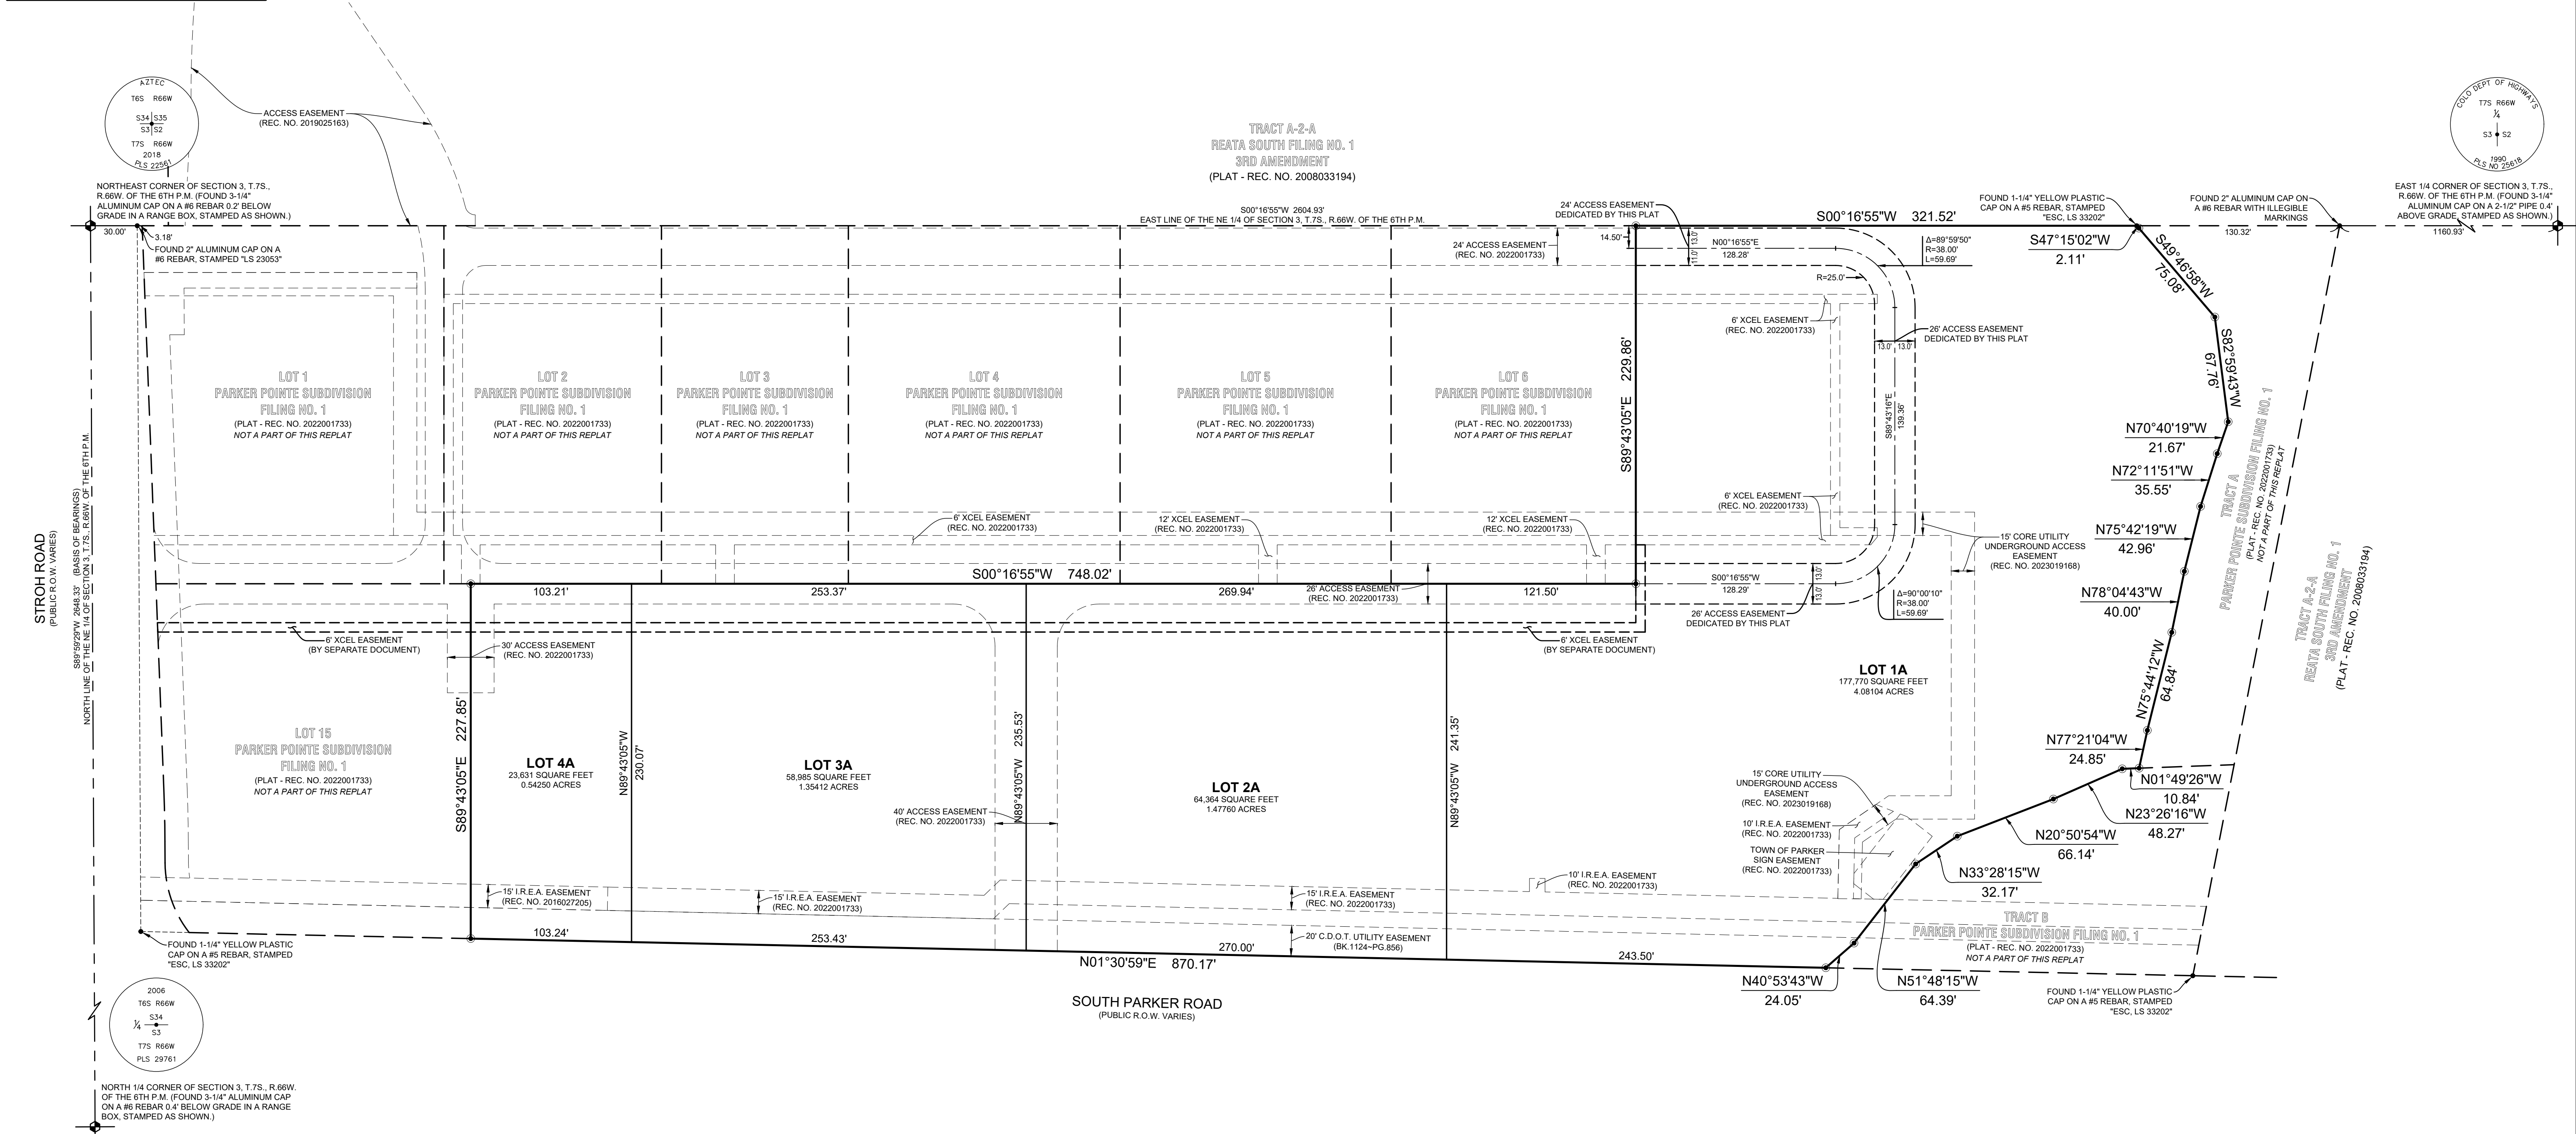 AZTEC
T6S R66W
S34 S35
S3 S2
T7S R66W
2018
PLS 22561
ACCESS EASEMENT
(REC. NO. 2019025163)
NORTHEAST CORNER OF SECTION 3, T.7S.,
R.66W. OF THE 6TH P.M. (FOUND 3-1/4"
ALUMINUM CAP ON A #6 REBAR 0.2' BELOW
GRADE IN A RANGE BOX, STAMPED AS SHOWN.)
30.00'
3.18'
FOUND 2" ALUMINUM CAP ON A
#6 REBAR, STAMPED "LS 23053"
TRACT A-2-A
REATA SOUTH FILING NO. 1
3RD AMENDMENT
(PLAT - REC. NO. 2008033194)
S00°16'55"W 2604.93'
EAST LINE OF THE NE 1/4 OF SECTION 3, T.7S., R.66W. OF THE 6TH P.M.
24' ACCESS EASEMENT
DEDICATED BY THIS PLAT
24' ACCESS EASEMENT
(REC. NO. 2022001733)
14.50'
13.0'
11.0'
N00°16'55"E
128.28'
S00°16'55"W 321.52'
Δ=89°59'50"
R=38.00'
L=59.69'
R=25.0'
FOUND 1-1/4" YELLOW PLASTIC
CAP ON A #5 REBAR, STAMPED
"ESC, LS 33202"
S47°15'02"W
2.11'
FOUND 2" ALUMINUM CAP ON
A #6 REBAR WITH ILLEGIBLE
MARKINGS
130.32'
COLO DEPT OF HIGHWAYS
T7S R66W
1/4
S3 S2
1990
PLS NO 25618
EAST 1/4 CORNER OF SECTION 3, T.7S.,
R.66W. OF THE 6TH P.M. (FOUND 3-1/4"
ALUMINUM CAP ON A 2-1/2" PIPE 0.4'
ABOVE GRADE, STAMPED AS SHOWN.)
1160.93'
S49°46'58"W
75.08'
S82°59'43"W
67.76'
6' XCEL EASEMENT
(REC. NO. 2022001733)
26' ACCESS EASEMENT
DEDICATED BY THIS PLAT
13.0'
13.0'
S89°43'16"E
139.36'
STROH ROAD
(PUBLIC R.O.W. VARIES)
S89°59'29"W 2648.33' (BASIS OF BEARINGS)
NORTH LINE OF THE NE 1/4 OF SECTION 3, T.7S., R.66W. OF THE 6TH P.M.
LOT 1
PARKER POINTE SUBDIVISION
FILING NO. 1
(PLAT - REC. NO. 2022001733)
NOT A PART OF THIS REPLAT
LOT 2
PARKER POINTE SUBDIVISION
FILING NO. 1
(PLAT - REC. NO. 2022001733)
NOT A PART OF THIS REPLAT
LOT 3
PARKER POINTE SUBDIVISION
FILING NO. 1
(PLAT - REC. NO. 2022001733)
NOT A PART OF THIS REPLAT
LOT 4
PARKER POINTE SUBDIVISION
FILING NO. 1
(PLAT - REC. NO. 2022001733)
NOT A PART OF THIS REPLAT
LOT 5
PARKER POINTE SUBDIVISION
FILING NO. 1
(PLAT - REC. NO. 2022001733)
NOT A PART OF THIS REPLAT
LOT 6
PARKER POINTE SUBDIVISION
FILING NO. 1
(PLAT - REC. NO. 2022001733)
NOT A PART OF THIS REPLAT
S89°43'05"E 229.86'
N70°40'19"W
21.67'
N72°11'51"W
35.55'
N75°42'19"W
42.96'
N78°04'43"W
40.00'
N75°44'12"W
64.84'
N77°21'04"W
24.85'
N01°49'26"W
10.84'
N23°26'16"W
48.27'
N20°50'54"W
66.14'
N33°28'15"W
32.17'
N51°48'15"W
64.39'
N40°53'43"W
24.05'
TRACT A
PARKER POINTE SUBDIVISION FILING NO. 1
(PLAT - REC. NO. 2022001733)
NOT A PART OF THIS REPLAT
TRACT A-2-A
REATA SOUTH FILING NO. 1
3RD AMENDMENT
(PLAT - REC. NO. 2008033194)
6' XCEL EASEMENT
(REC. NO. 2022001733)
12' XCEL EASEMENT
(REC. NO. 2022001733)
12' XCEL EASEMENT
(REC. NO. 2022001733)
6' XCEL EASEMENT
(REC. NO. 2022001733)
15' CORE UTILITY
UNDERGROUND ACCESS
EASEMENT
(REC. NO. 2023019168)
S00°16'55"W 748.02'
103.21'
253.37'
269.94'
121.50'
26' ACCESS EASEMENT
(REC. NO. 2022001733)
S00°16'55"W
128.29'
13.0'
13.0'
26' ACCESS EASEMENT
DEDICATED BY THIS PLAT
Δ=90°00'10"
R=38.00'
L=59.69'
6' XCEL EASEMENT
(BY SEPARATE DOCUMENT)
30' ACCESS EASEMENT
(REC. NO. 2022001733)
6' XCEL EASEMENT
(BY SEPARATE DOCUMENT)
LOT 15
PARKER POINTE SUBDIVISION
FILING NO. 1
(PLAT - REC. NO. 2022001733)
NOT A PART OF THIS REPLAT
S89°43'05"E 227.85'
LOT 4A
23,631 SQUARE FEET
0.54250 ACRES
N89°43'05"W
230.07'
LOT 3A
58,985 SQUARE FEET
1.35412 ACRES
40' ACCESS EASEMENT
(REC. NO. 2022001733)
N89°43'05"W 235.53'
LOT 2A
64,364 SQUARE FEET
1.47760 ACRES
N89°43'05"W 241.35'
LOT 1A
177,770 SQUARE FEET
4.08104 ACRES
15' CORE UTILITY
UNDERGROUND ACCESS
EASEMENT
(REC. NO. 2023019168)
10' I.R.E.A. EASEMENT
(REC. NO. 2022001733)
TOWN OF PARKER
SIGN EASEMENT
(REC. NO. 2022001733)
15' I.R.E.A. EASEMENT
(REC. NO. 2016027205)
15' I.R.E.A. EASEMENT
(REC. NO. 2022001733)
15' I.R.E.A. EASEMENT
(REC. NO. 2022001733)
10' I.R.E.A. EASEMENT
(REC. NO. 2022001733)
20' C.D.O.T. UTILITY EASEMENT
(BK.1124~PG.856)
TRACT B
PARKER POINTE SUBDIVISION FILING NO. 1
(PLAT - REC. NO. 2022001733)
NOT A PART OF THIS REPLAT
103.24'
253.43'
270.00'
243.50'
N01°30'59"E 870.17'
SOUTH PARKER ROAD
(PUBLIC R.O.W. VARIES)
FOUND 1-1/4" YELLOW PLASTIC
CAP ON A #5 REBAR, STAMPED
"ESC, LS 33202"
FOUND 1-1/4" YELLOW PLASTIC
CAP ON A #5 REBAR, STAMPED
"ESC, LS 33202"
2006
T6S R66W
1/4
S34
S3
T7S R66W
PLS 29761
NORTH 1/4 CORNER OF SECTION 3, T.7S., R.66W.
OF THE 6TH P.M. (FOUND 3-1/4" ALUMINUM CAP
ON A #6 REBAR 0.4' BELOW GRADE IN A RANGE
BOX, STAMPED AS SHOWN.)